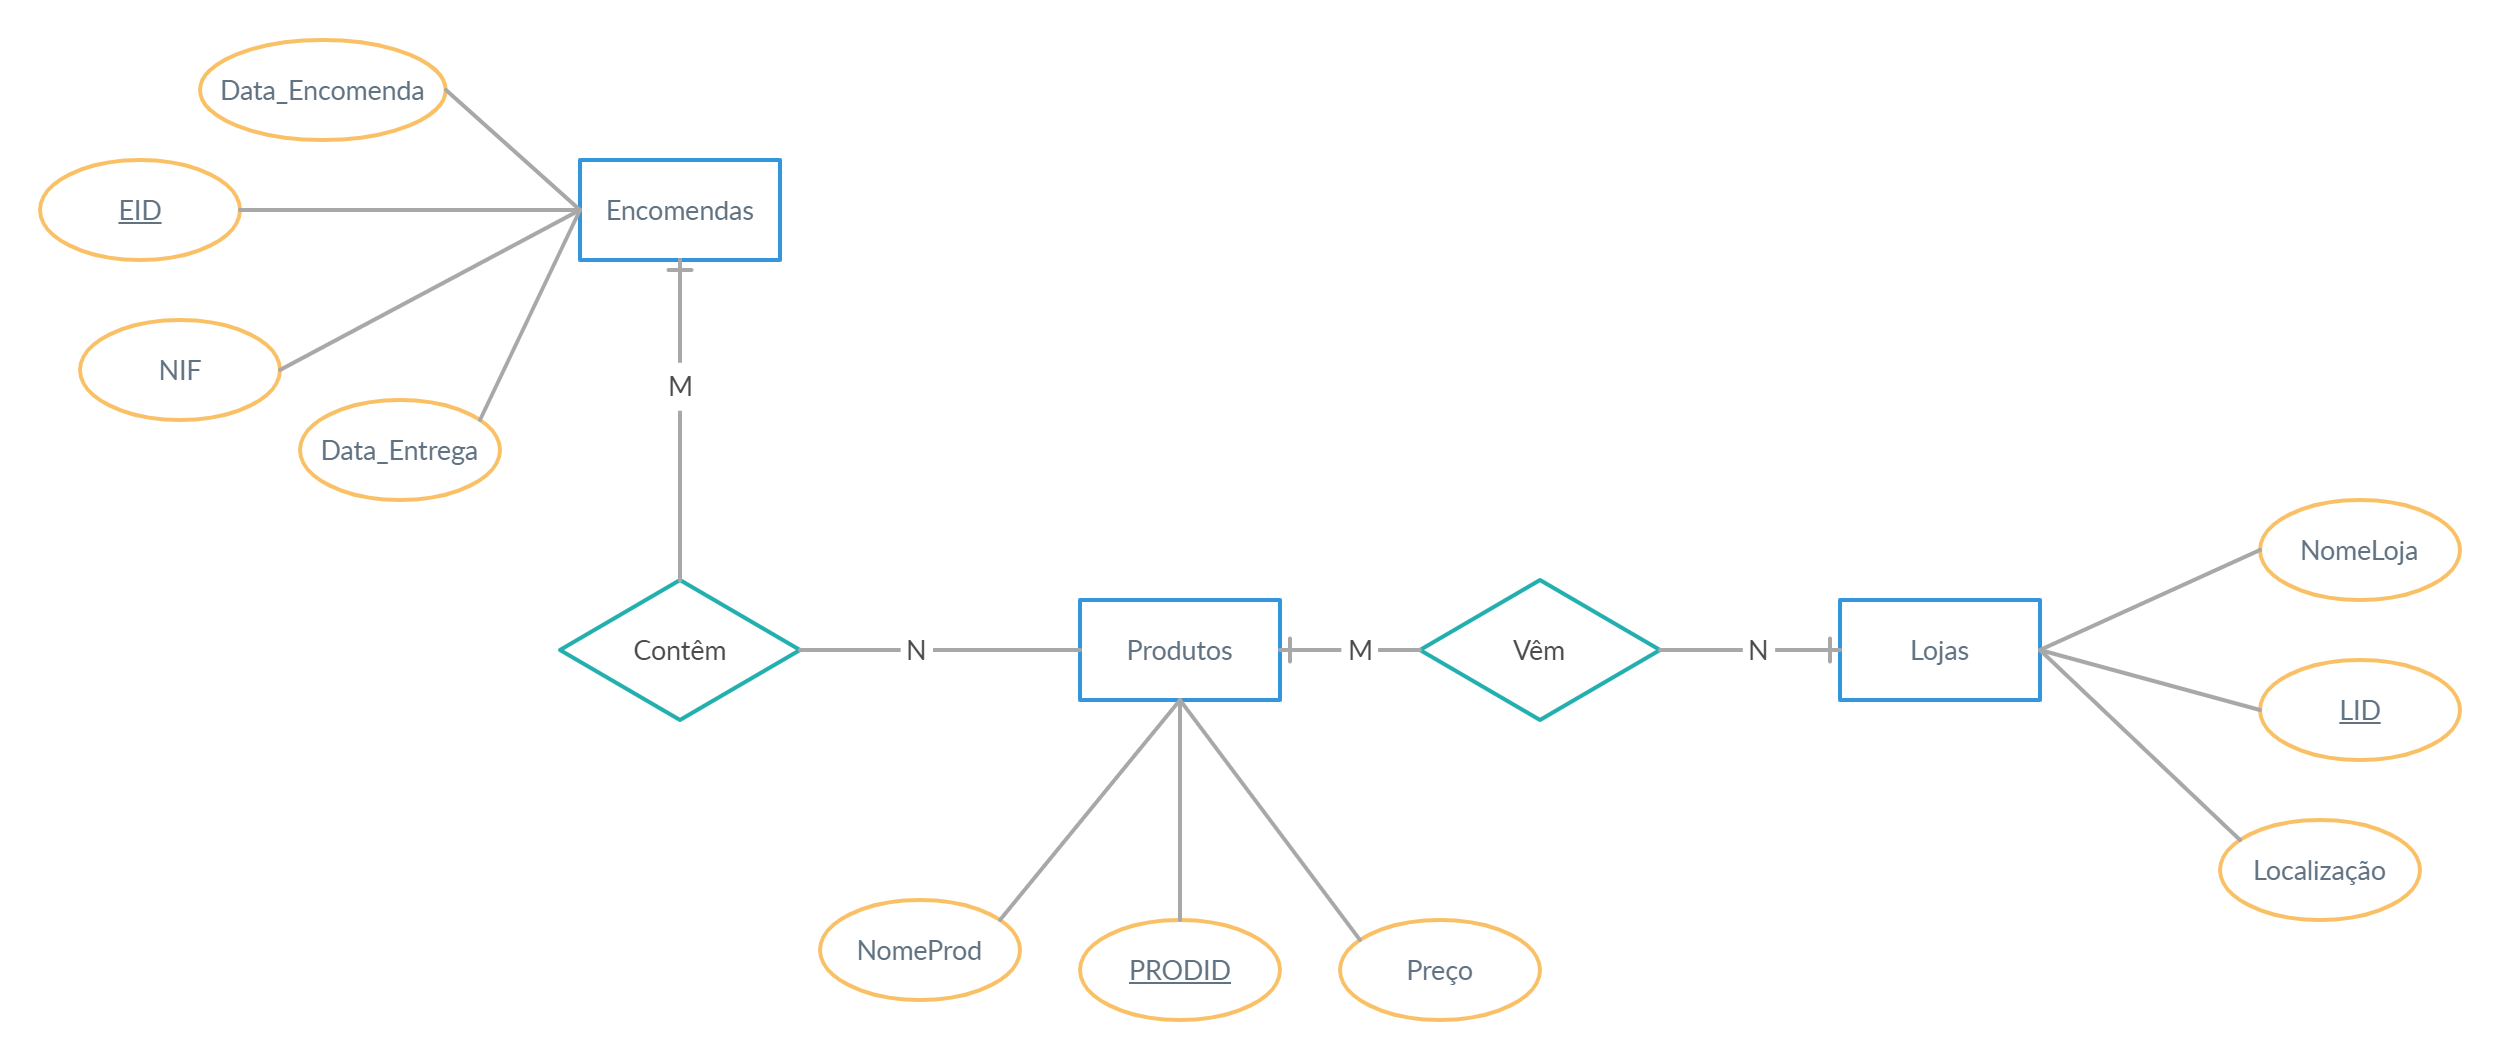 Data_Encomenda
EID
Encomendas
NIF
M
Data_Entrega
NomeLoja
Contêm
N
Produtos
M
Vêm
N
Lojas
LID
Localização
NomeProd
PRODID
Preço